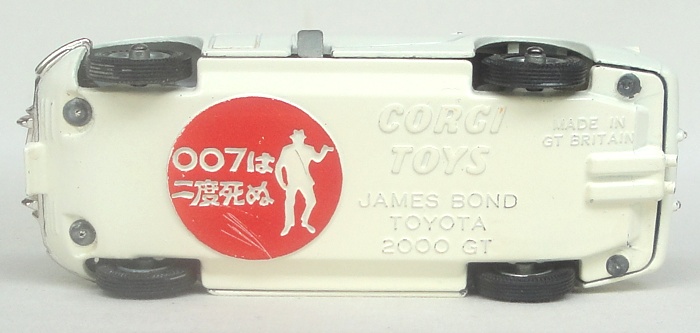 007は
二度死ぬ
CORGI
TOYS
MADE IN
GT BRITAIN
JAMES BOND
TOYOTA
2000 GT